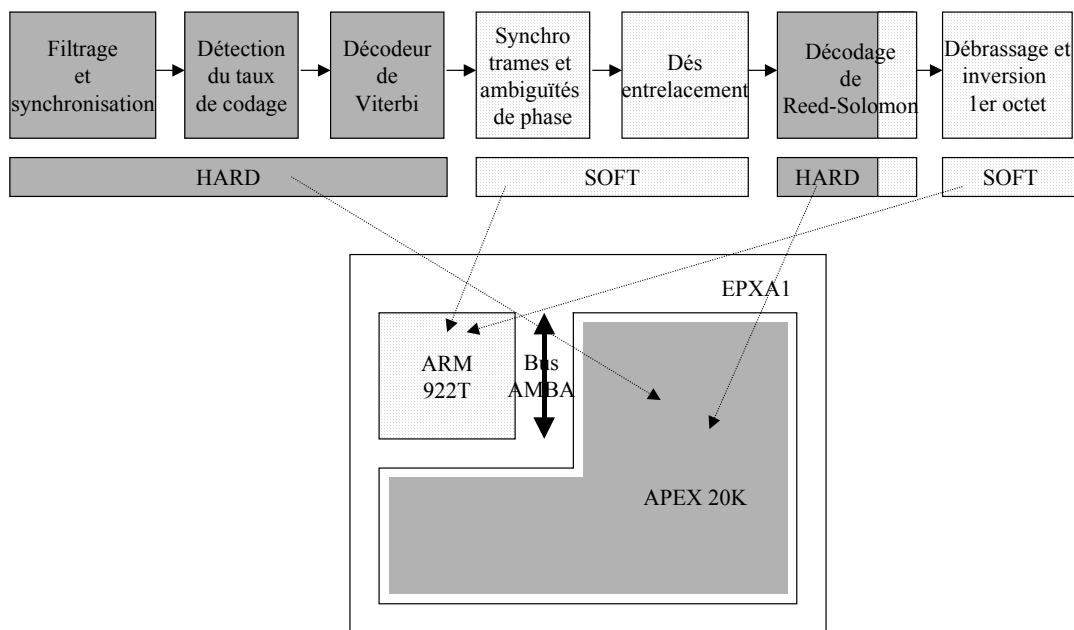 Filtrage
et
synchronisation
Détection
du taux
de codage
Décodeur
de
Viterbi
Synchro
trames et
ambiguïtés
de phase
Dés
entrelacement
Décodage
de
Reed-Solomon
Débrassage et
inversion
1er octet
HARD
SOFT
HARD
SOFT
EPXA1
ARM
922T
Bus
AMBA
APEX 20K